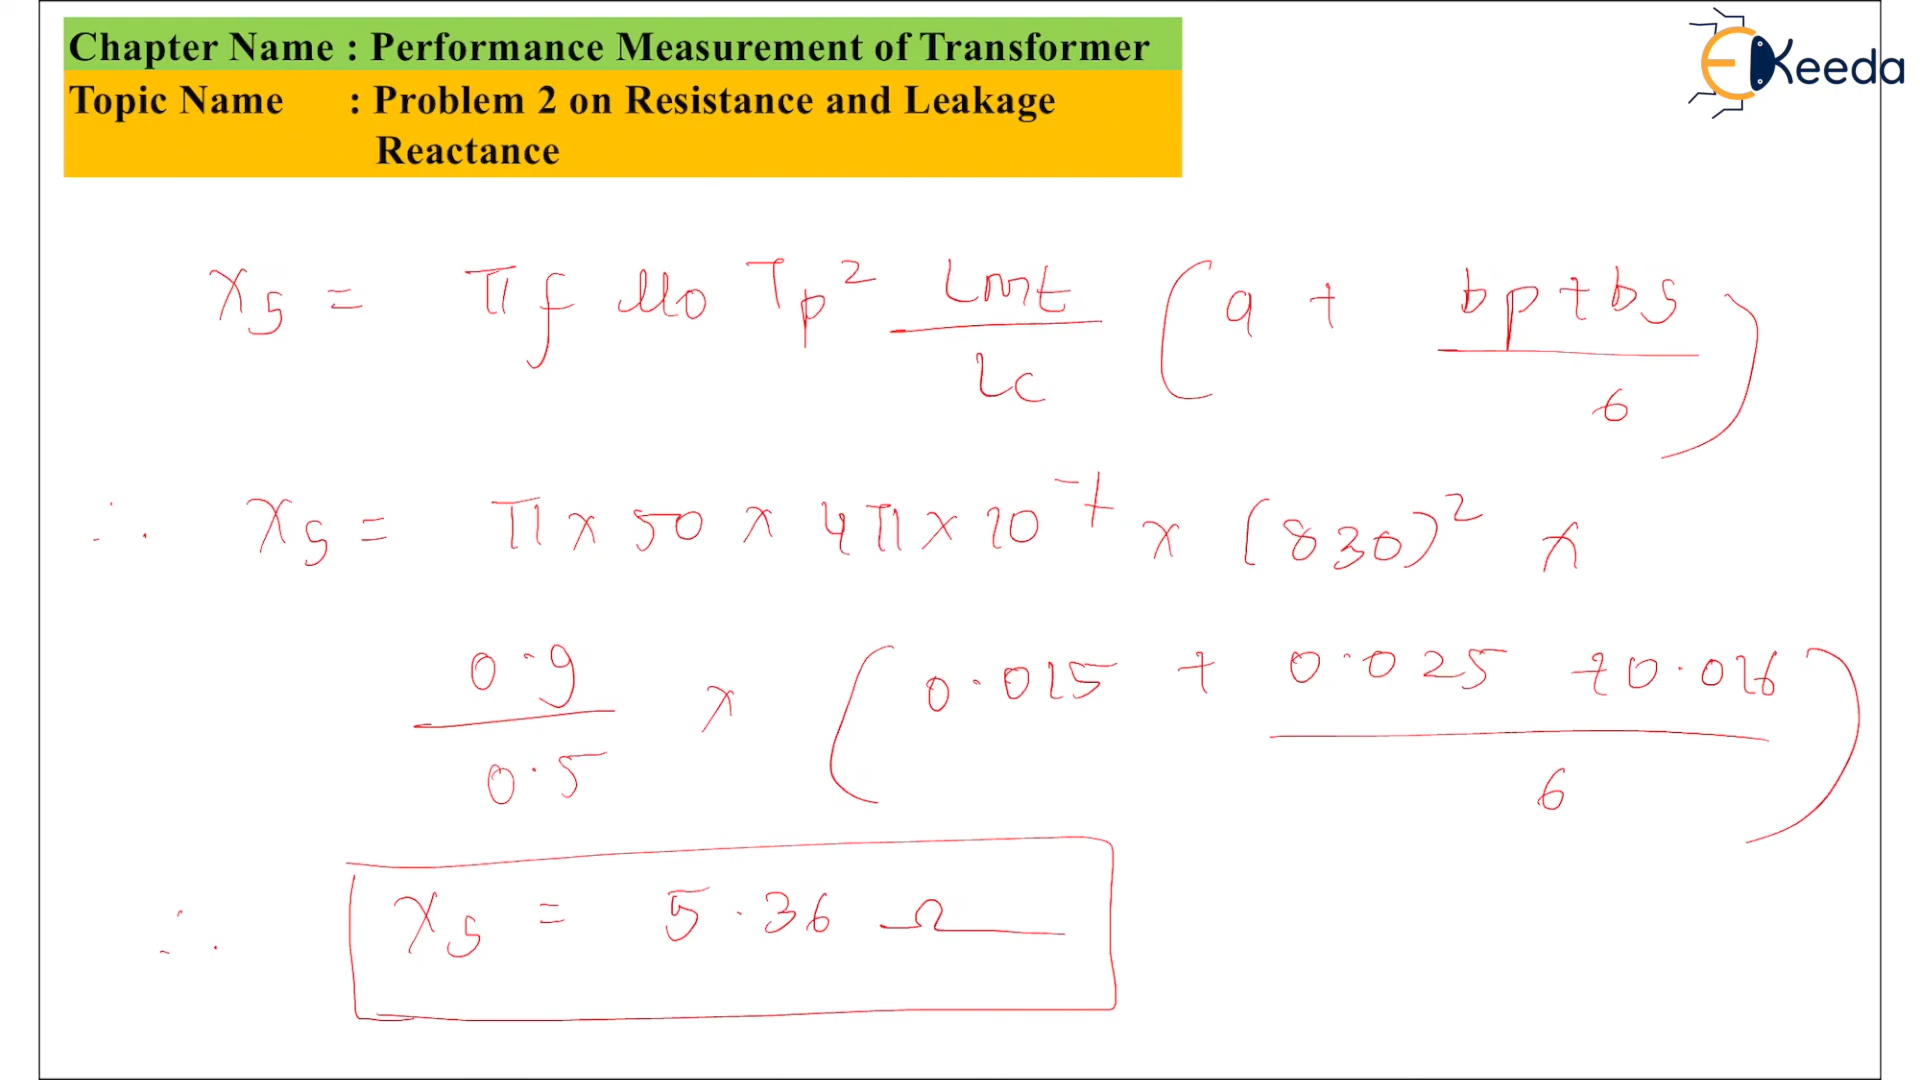 Chapter Name : Performance Measurement of Transformer
Topic Name : Problem 2 on Resistance and Leakage
Reactance
EKeeda
Xs = π f μo Tp² Lmt / Lc ( a + bp + bs / 6 )
∴ Xs = π × 50 × 4π × 10⁻⁷ × (830)² ×
0.9 / 0.5 × ( 0.015 + 0.025 + 0.016 / 6 )
∴ Xs = 5.36 Ω